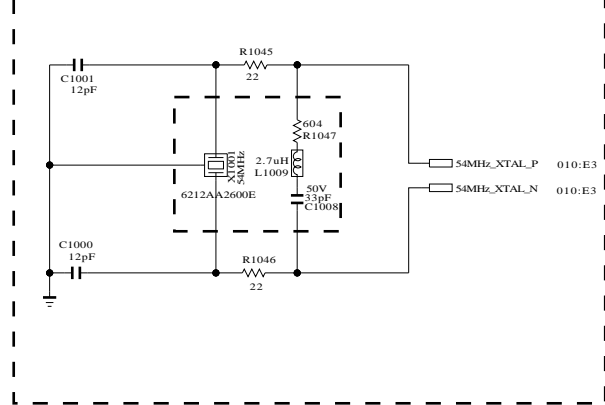 R1045
22
C1001
12pF
604
R1047
X1001
54MHz
2.7uH
L1009
54MHz_XTAL_P 010:E3
54MHz_XTAL_N 010:E3
6212AA2600E
50V
33pF
C1008
C1000
12pF
R1046
22